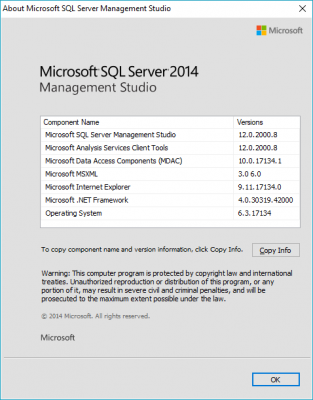 About Microsoft SQL Server Management Studio
Microsoft
Microsoft SQL Server 2014
Management Studio
Component Name Versions
Microsoft SQL Server Management Studio 12.0.2000.8
Microsoft Analysis Services Client Tools 12.0.2000.8
Microsoft Data Access Components (MDAC) 10.0.17134.1
Microsoft MSXML 3.0 6.0
Microsoft Internet Explorer 9.11.17134.0
Microsoft .NET Framework 4.0.30319.42000
Operating System 6.3.17134
To copy component name and version information, click Copy Info. Copy Info
Warning: This computer program is protected by copyright law and international
treaties. Unauthorized reproduction or distribution of this program, or any
portion of it, may result in severe civil and criminal penalties, and will be
prosecuted to the maximum extent possible under the law.
© 2014 Microsoft. All rights reserved.
Microsoft
OK